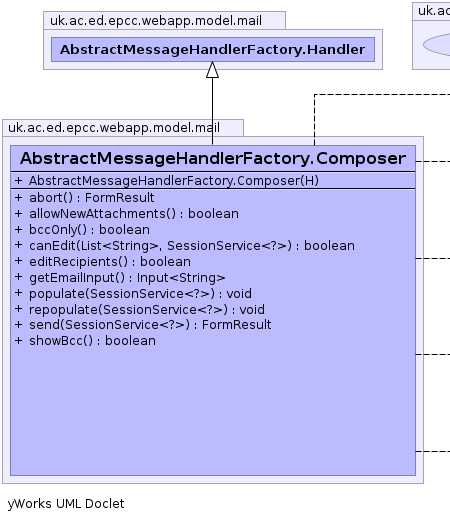 uk.ac.ed.epcc.webapp.model.mail
AbstractMessageHandlerFactory.Handler
uk.ac
uk.ac.ed.epcc.webapp.model.mail
AbstractMessageHandlerFactory.Composer
+ AbstractMessageHandlerFactory.Composer(H)
+ abort() : FormResult
+ allowNewAttachments() : boolean
+ bccOnly() : boolean
+ canEdit(List<String>, SessionService<?>) : boolean
+ editRecipients() : boolean
+ getEmailInput() : Input<String>
+ populate(SessionService<?>) : void
+ repopulate(SessionService<?>) : void
+ send(SessionService<?>) : FormResult
+ showBcc() : boolean
yWorks UML Doclet